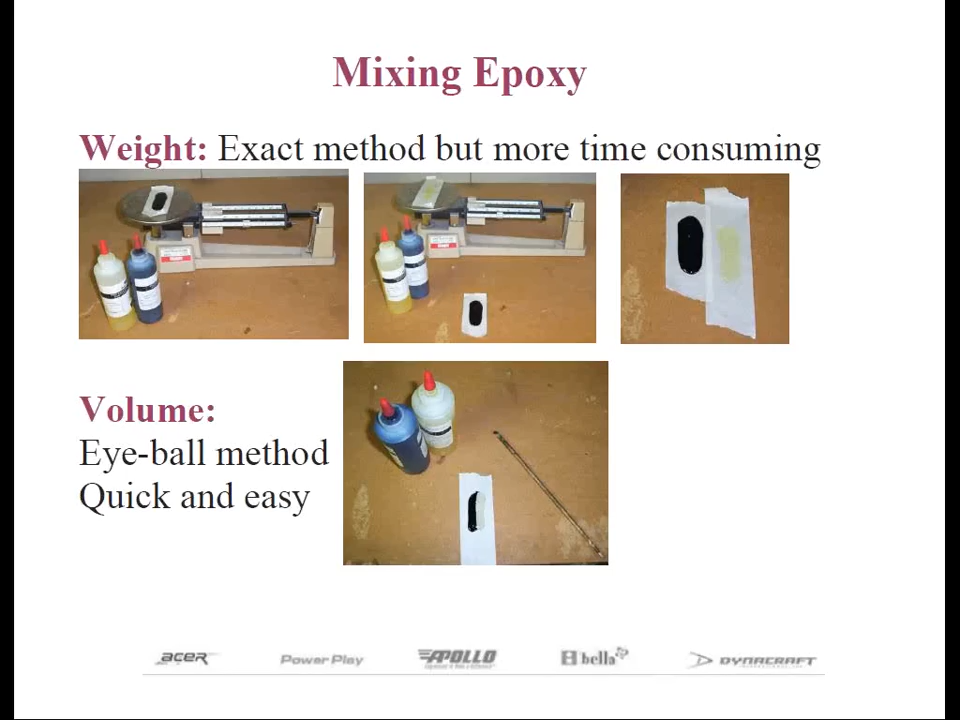 Mixing Epoxy
Weight: Exact method but more time consuming
Volume:
Eye-ball method
Quick and easy
acer
Power Play
APOLLO
bella
DYNACRAFT